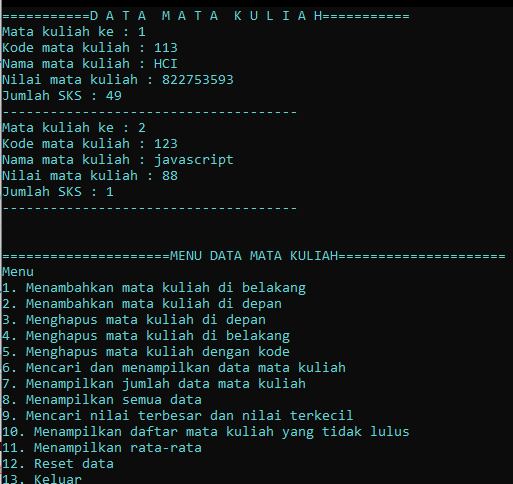 ===========D A T A  M A T A  K U L I A H===========
Mata kuliah ke : 1
Kode mata kuliah : 113
Nama mata kuliah : HCI
Nilai mata kuliah : 822753593
Jumlah SKS : 49
-------------------------------------
Mata kuliah ke : 2
Kode mata kuliah : 123
Nama mata kuliah : javascript
Nilai mata kuliah : 88
Jumlah SKS : 1
-------------------------------------
=====================MENU DATA MATA KULIAH=====================
Menu
1. Menambahkan mata kuliah di belakang
2. Menambahkan mata kuliah di depan
3. Menghapus mata kuliah di depan
4. Menghapus mata kuliah di belakang
5. Menghapus mata kuliah dengan kode
6. Mencari dan menampilkan data mata kuliah
7. Menampilkan jumlah data mata kuliah
8. Menampilkan semua data
9. Mencari nilai terbesar dan nilai terkecil
10. Menampilkan daftar mata kuliah yang tidak lulus
11. Menampilkan rata-rata
12. Reset data
13. Keluar